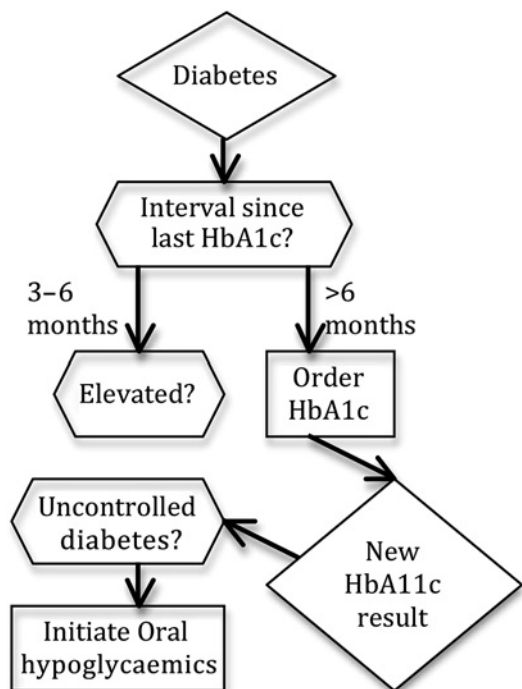 Diabetes
Interval since
last HbA1c?
3–6
months
>6
months
Elevated?
Order
HbA1c
Uncontrolled
diabetes?
New
HbA11c
result
Initiate Oral
hypoglycaemics